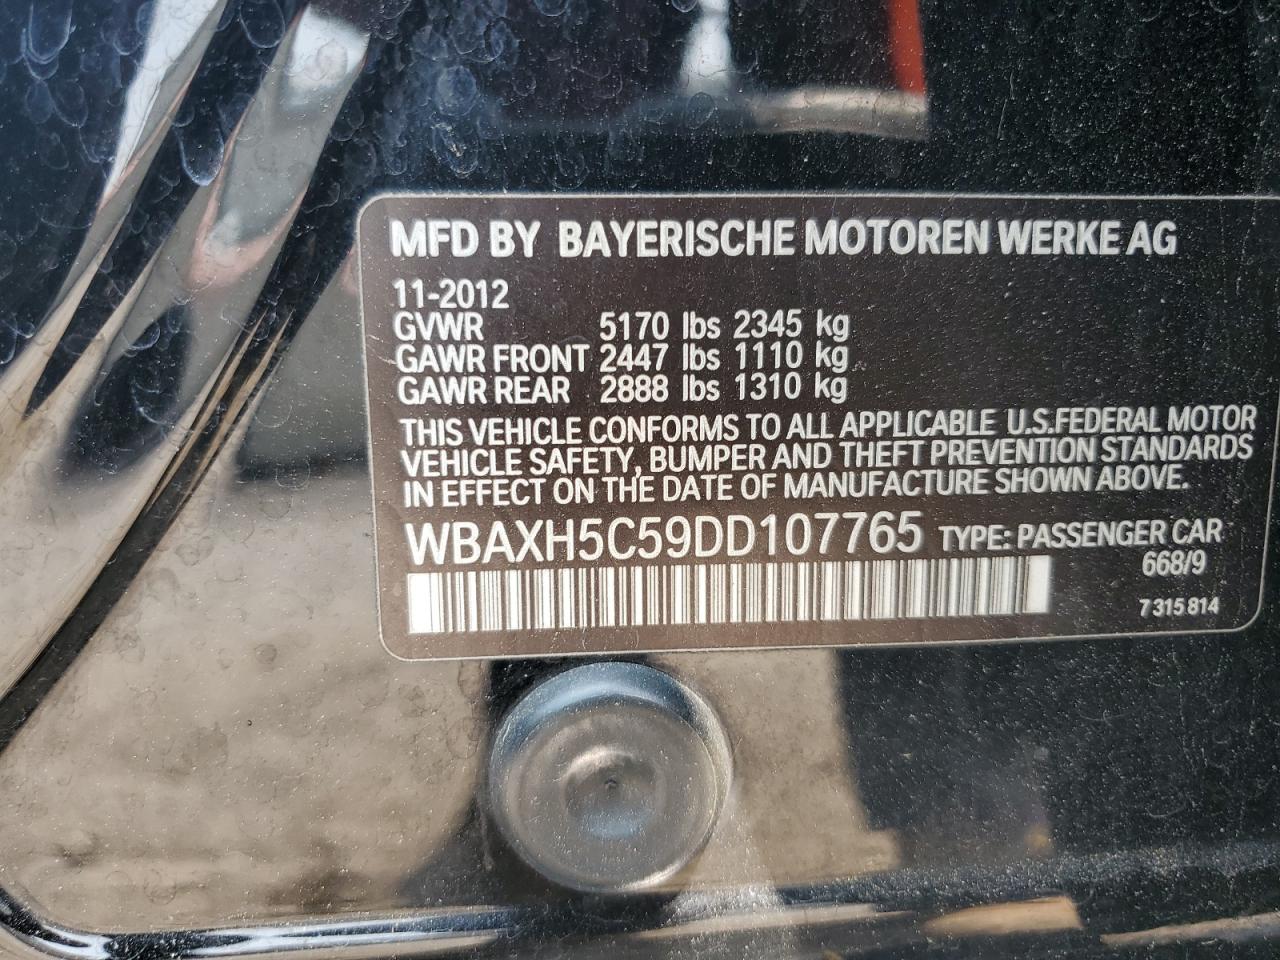 MFD BY BAYERISCHE MOTOREN WERKE AG
11-2012
GVWR 5170 lbs 2345 kg
GAWR FRONT 2447 lbs 1110 kg
GAWR REAR 2888 lbs 1310 kg
THIS VEHICLE CONFORMS TO ALL APPLICABLE U.S.FEDERAL MOTOR
VEHICLE SAFETY, BUMPER AND THEFT PREVENTION STANDARDS
IN EFFECT ON THE DATE OF MANUFACTURE SHOWN ABOVE.
WBAXH5C59DD107765 TYPE: PASSENGER CAR
668/9
7 315 814